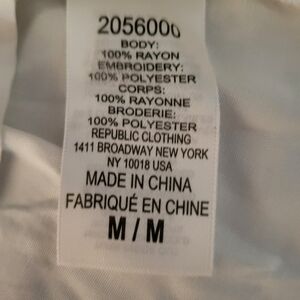 2056000
BODY:
100% RAYON
EMBROIDERY:
100% POLYESTER
CORPS:
100% RAYONNE
BRODERIE:
100% POLYESTER
REPUBLIC CLOTHING
1411 BROADWAY NEW YORK
NY 10018 USA
MADE IN CHINA
FABRIQUÉ EN CHINE
M / M